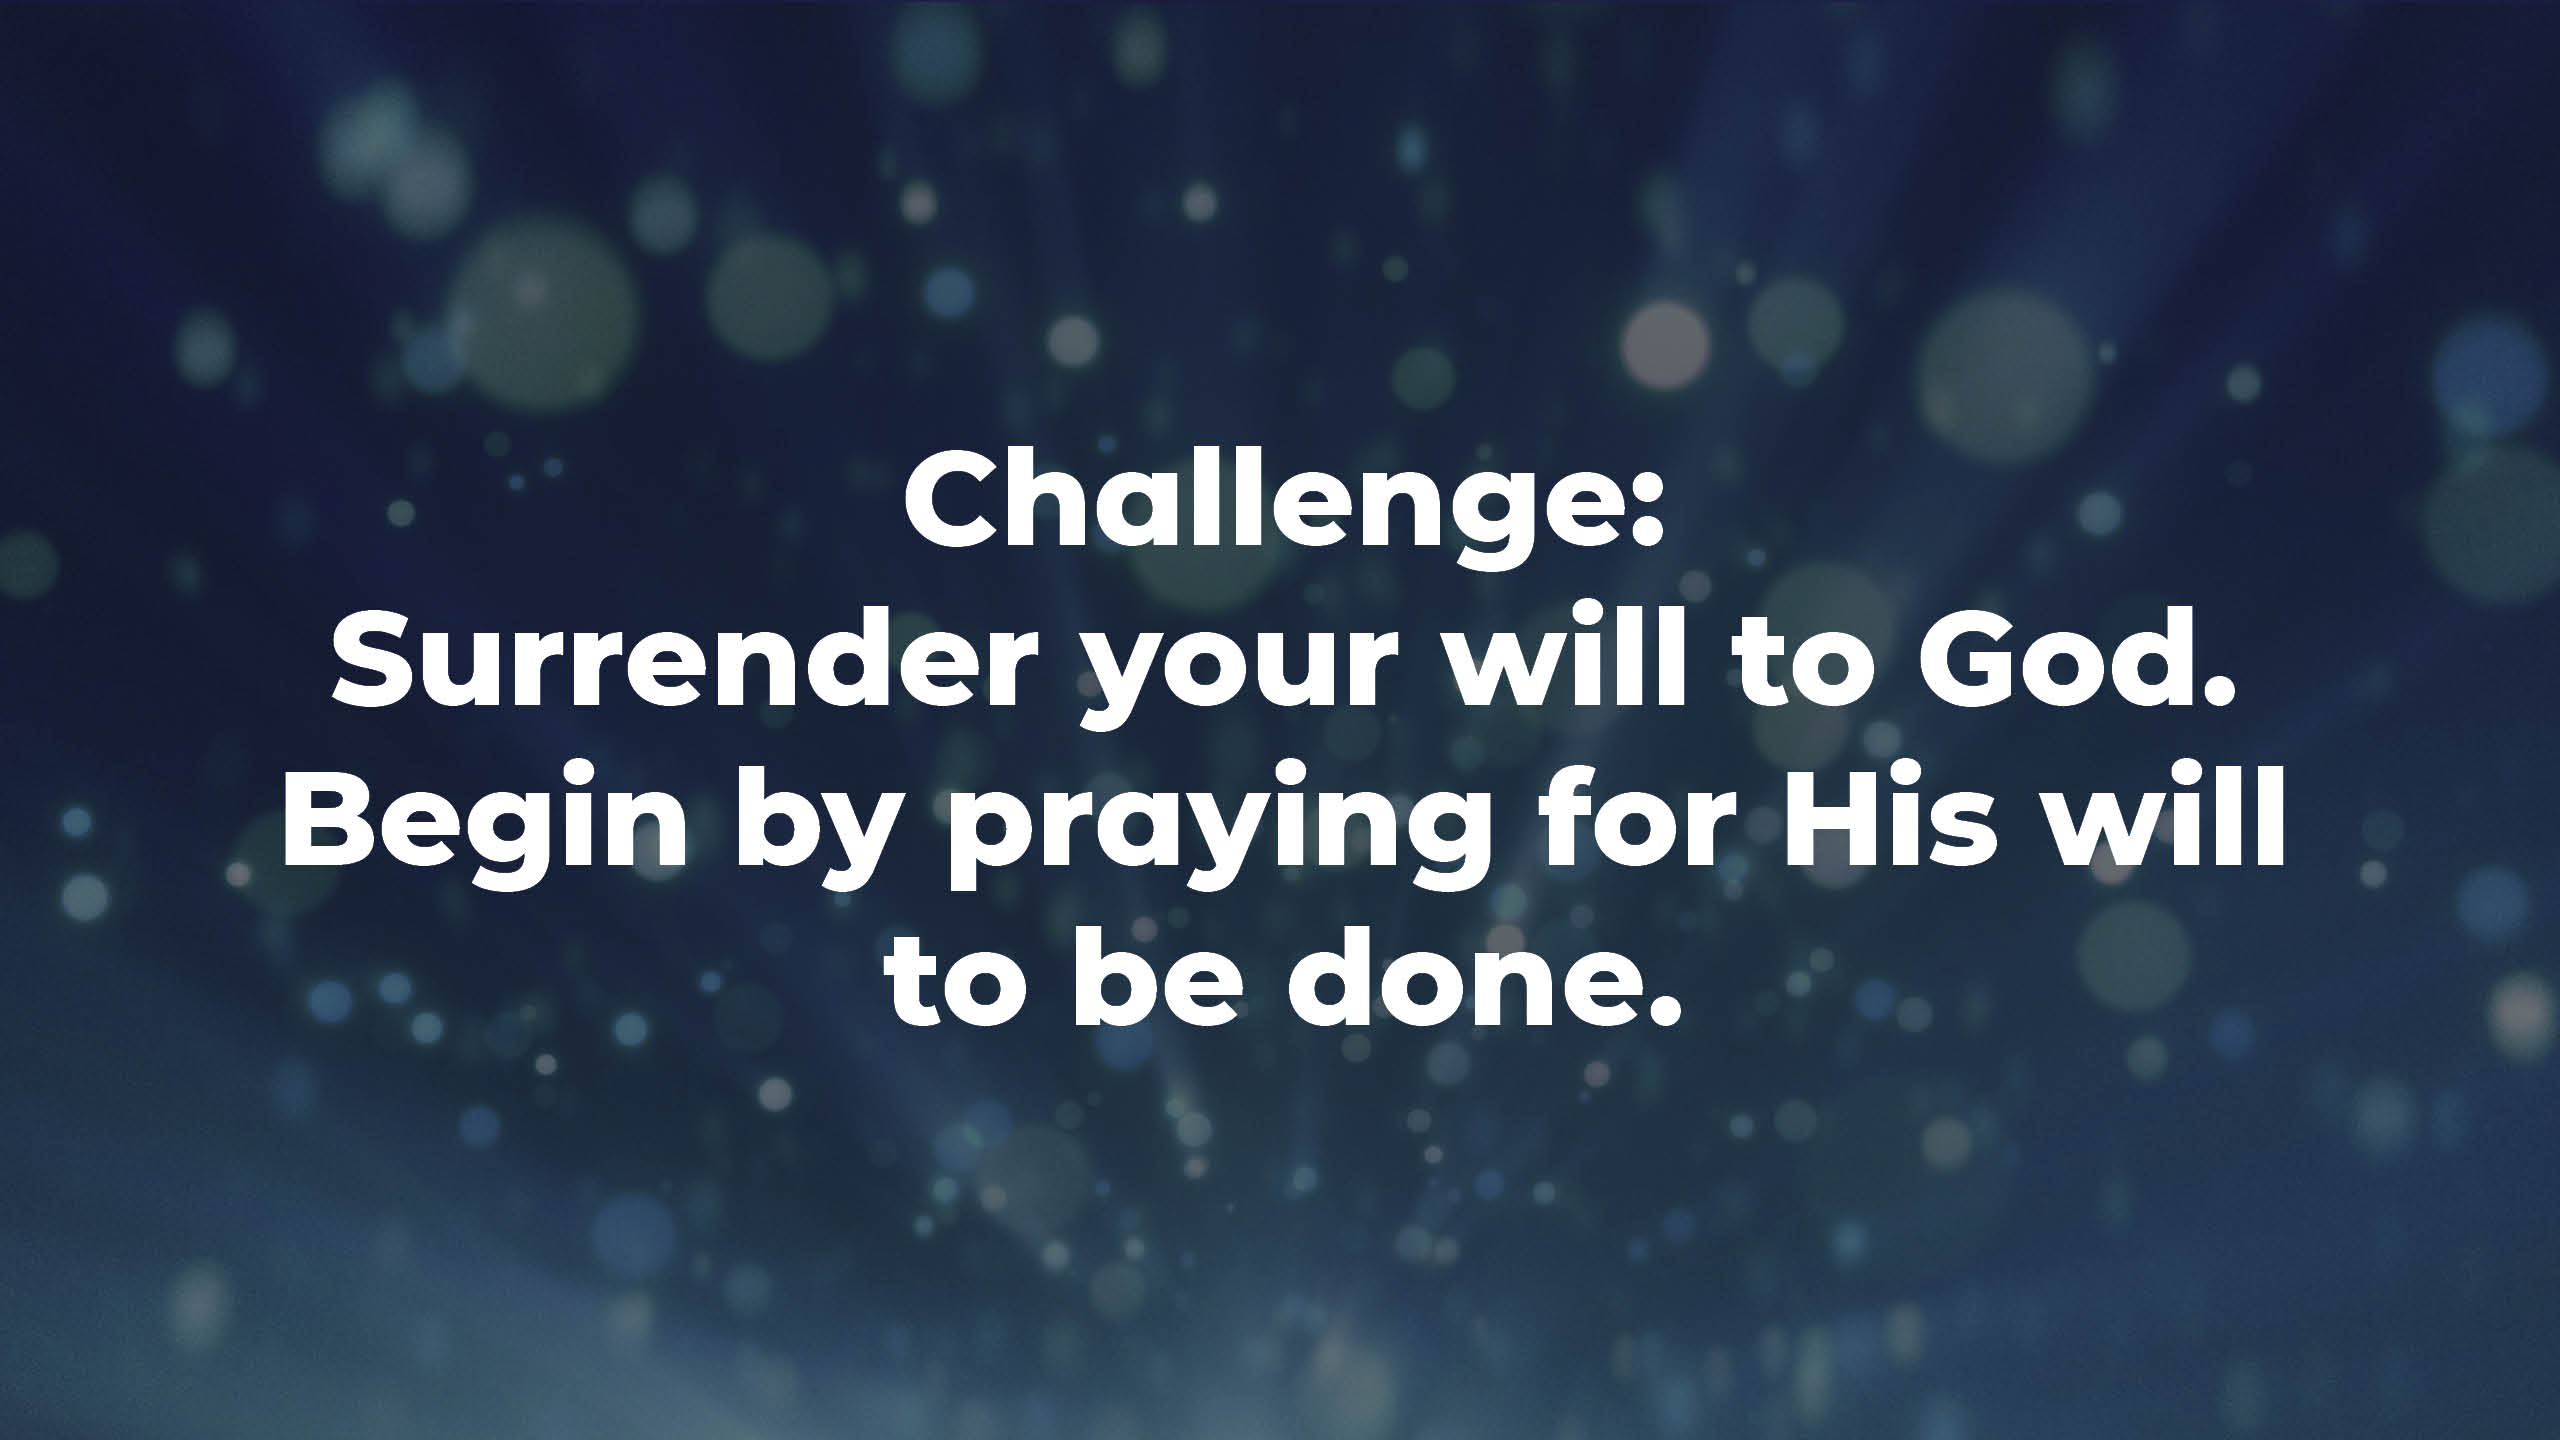 Challenge:
Surrender your will to God.
Begin by praying for His will
to be done.